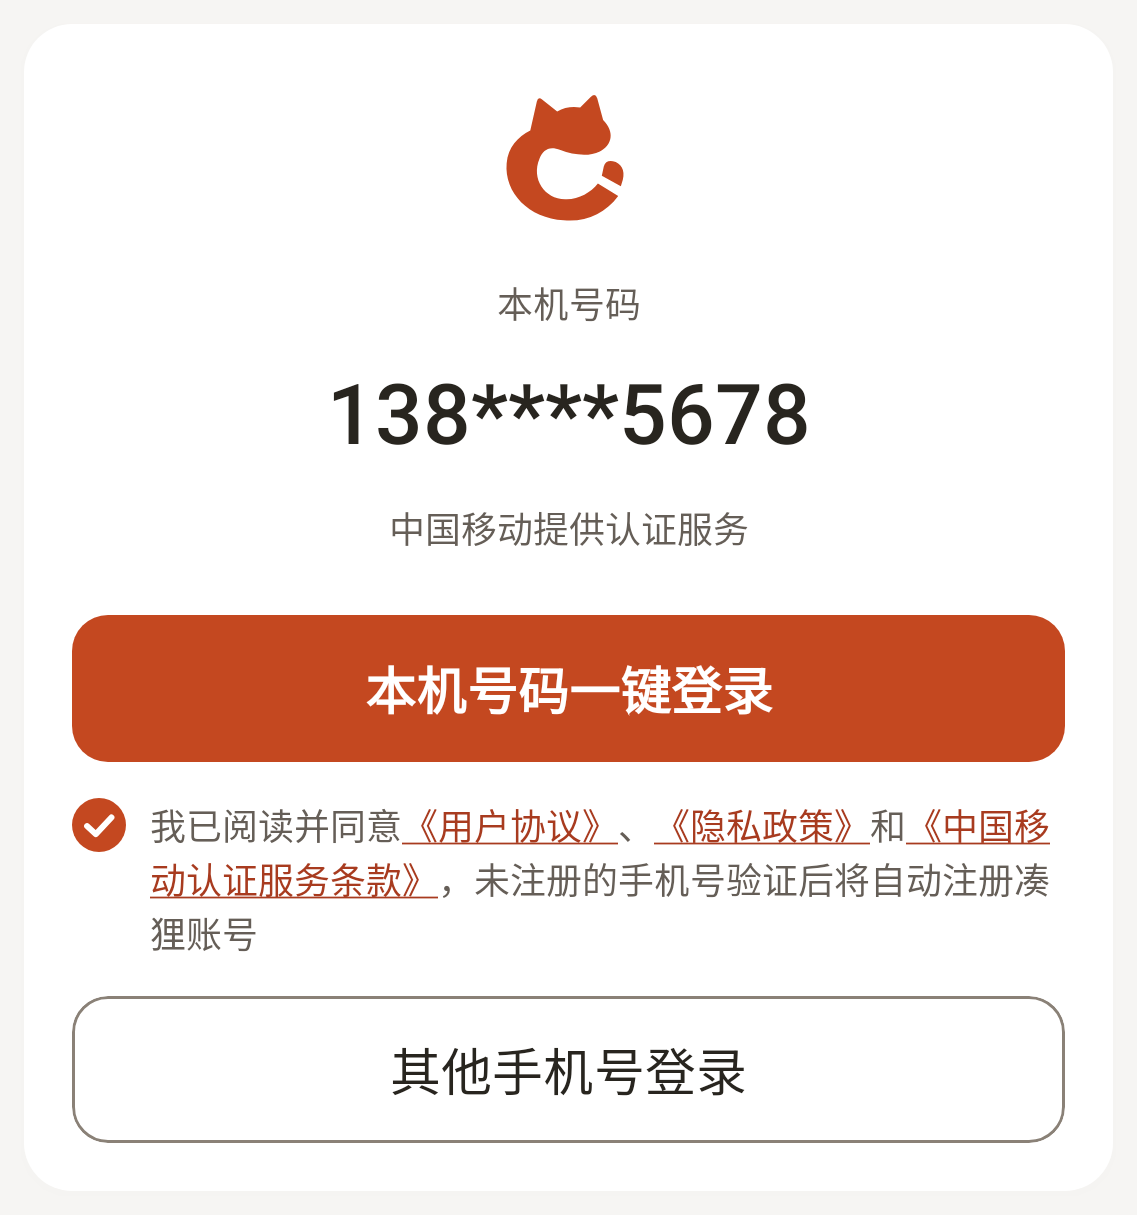 本机号码
138****5678
中国移动提供认证服务
本机号码一键登录
我已阅读并同意《用户协议》、《隐私政策》和《中国移
动认证服务条款》，未注册的手机号验证后将自动注册凑
狸账号
其他手机号登录